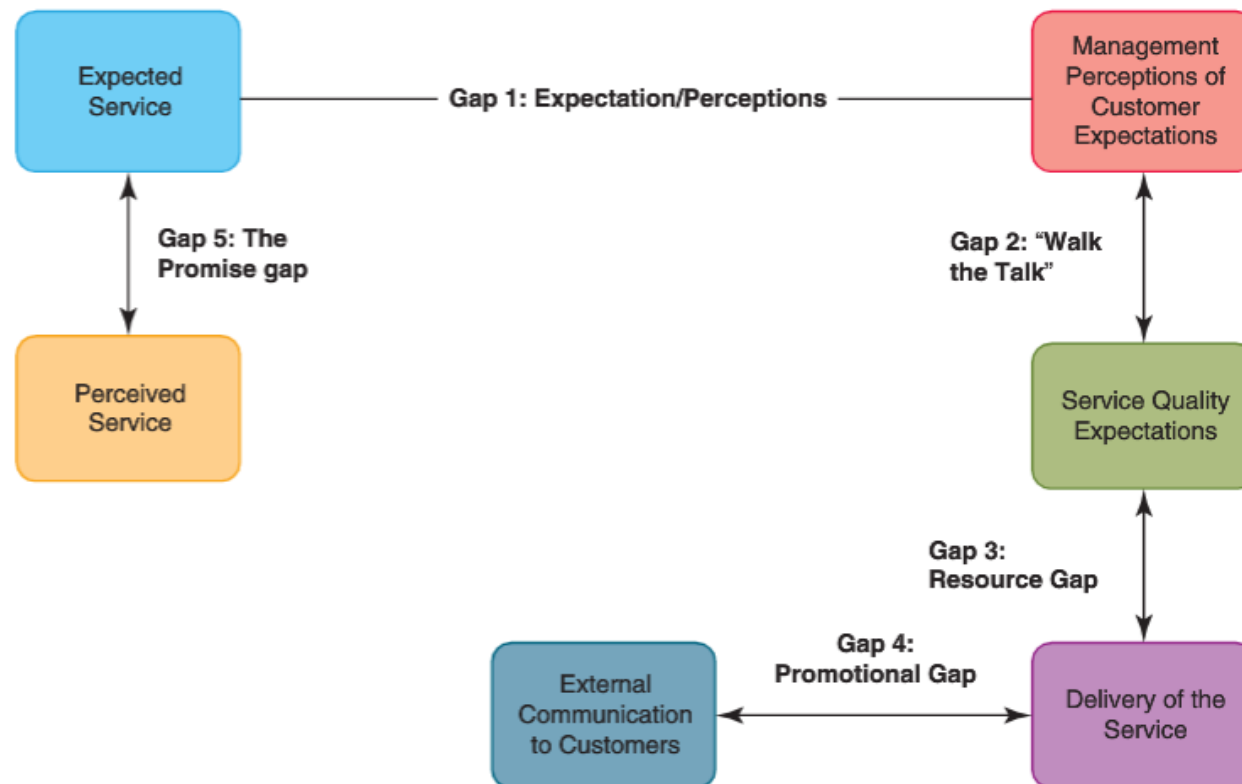 Expected
Service
Gap 1: Expectation/Perceptions
Management
Perceptions of
Customer
Expectations
Gap 5: The
Promise gap
Gap 2: “Walk
the Talk”
Perceived
Service
Service Quality
Expectations
Gap 3:
Resource Gap
Gap 4:
Promotional Gap
External
Communication
to Customers
Delivery of the
Service